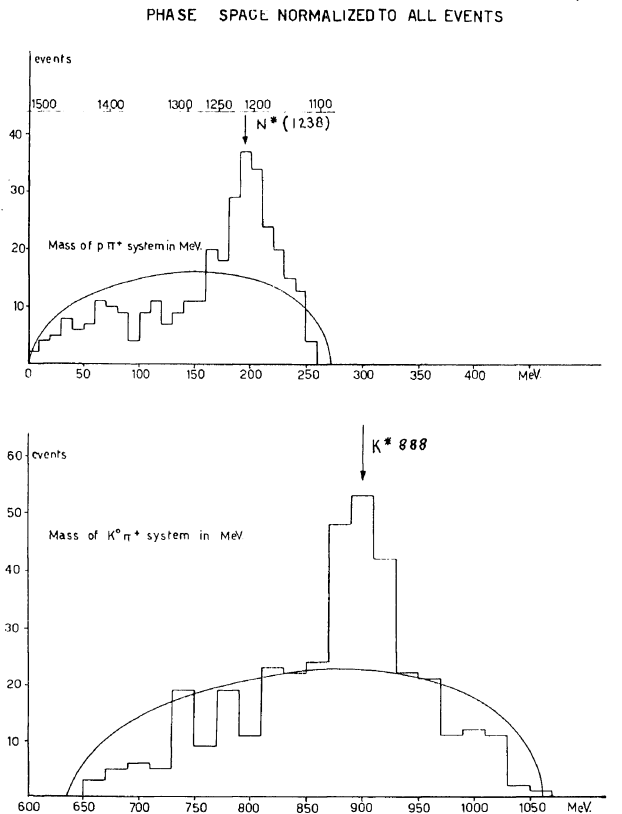 PHASE SPACE NORMALIZED TO ALL EVENTS
events
1500 1400 1300 1250 1200 1100
N* (1238)
40
30
20
10
Mass of p π+ system in MeV.
0 50 100 150 200 250 300 350 400 MeV.
60 events
K* 888
50
Mass of K° π+ system in MeV
40
30
20
10
600 650 700 750 800 850 900 950 1000 1050 MeV.